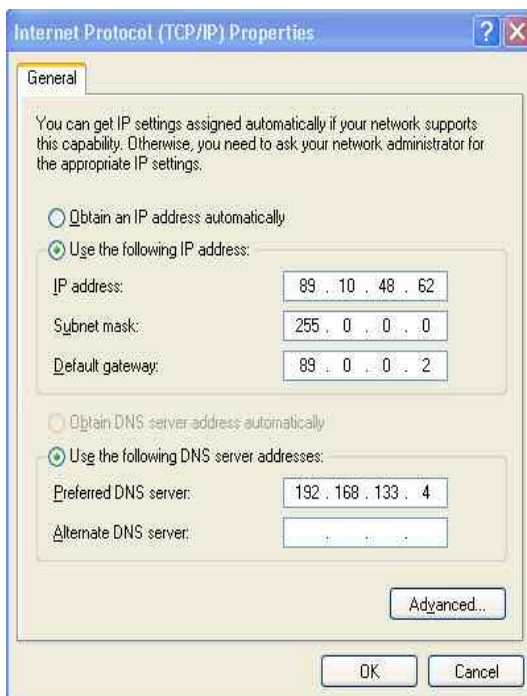 Internet Protocol (TCP/IP) Properties
General
You can get IP settings assigned automatically if your network supports
this capability. Otherwise, you need to ask your network administrator for
the appropriate IP settings.
Obtain an IP address automatically
Use the following IP address:
IP address: 89 . 10 . 48 . 62
Subnet mask: 255 . 0 . 0 . 0
Default gateway: 89 . 0 . 0 . 2
Obtain DNS server address automatically
Use the following DNS server addresses:
Preferred DNS server: 192 . 168 . 133 . 4
Alternate DNS server: . . .
Advanced...
OK Cancel